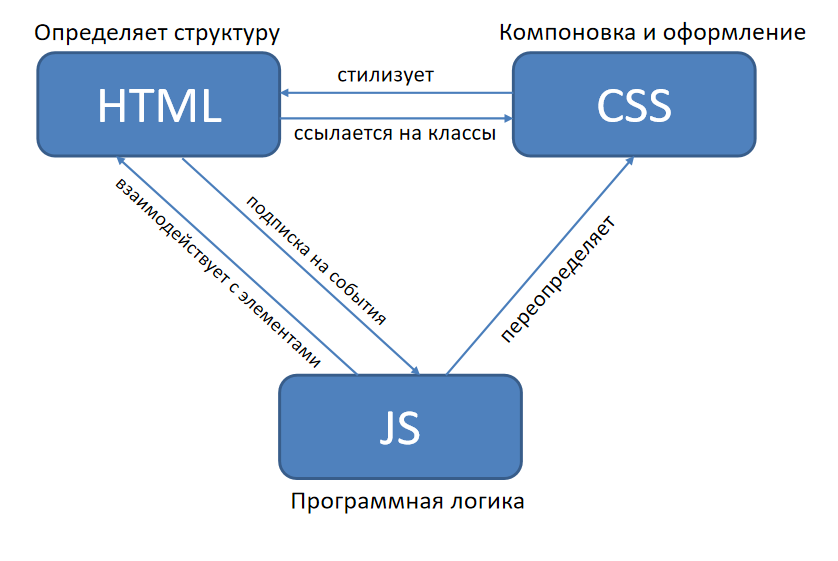 Определяет структуру
Компоновка и оформление
HTML
стилизует
ссылается на классы
CSS
взаимодействует с элементами
подписка на события
переопределяет
JS
Программная логика